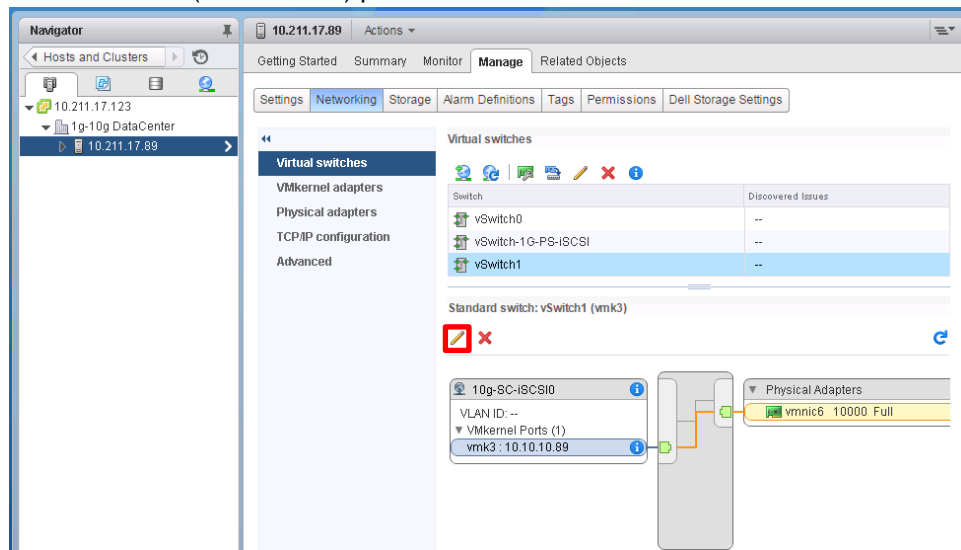 Navigator
Hosts and Clusters
10.211.17.123
1g-10g DataCenter
10.211.17.89
10.211.17.89 Actions
Getting Started Summary Monitor Manage Related Objects
Settings Networking Storage Alarm Definitions Tags Permissions Dell Storage Settings
Virtual switches
VMkernel adapters
Physical adapters
TCP/IP configuration
Advanced
Virtual switches
Switch Discovered Issues
vSwitch0 --
vSwitch-1G-PS-iSCSI --
vSwitch1 --
Standard switch: vSwitch1 (vmk3)
10g-SC-iSCSI0
VLAN ID: --
VMkernel Ports (1)
vmk3 : 10.10.10.89
Physical Adapters
vmnic6 10000 Full